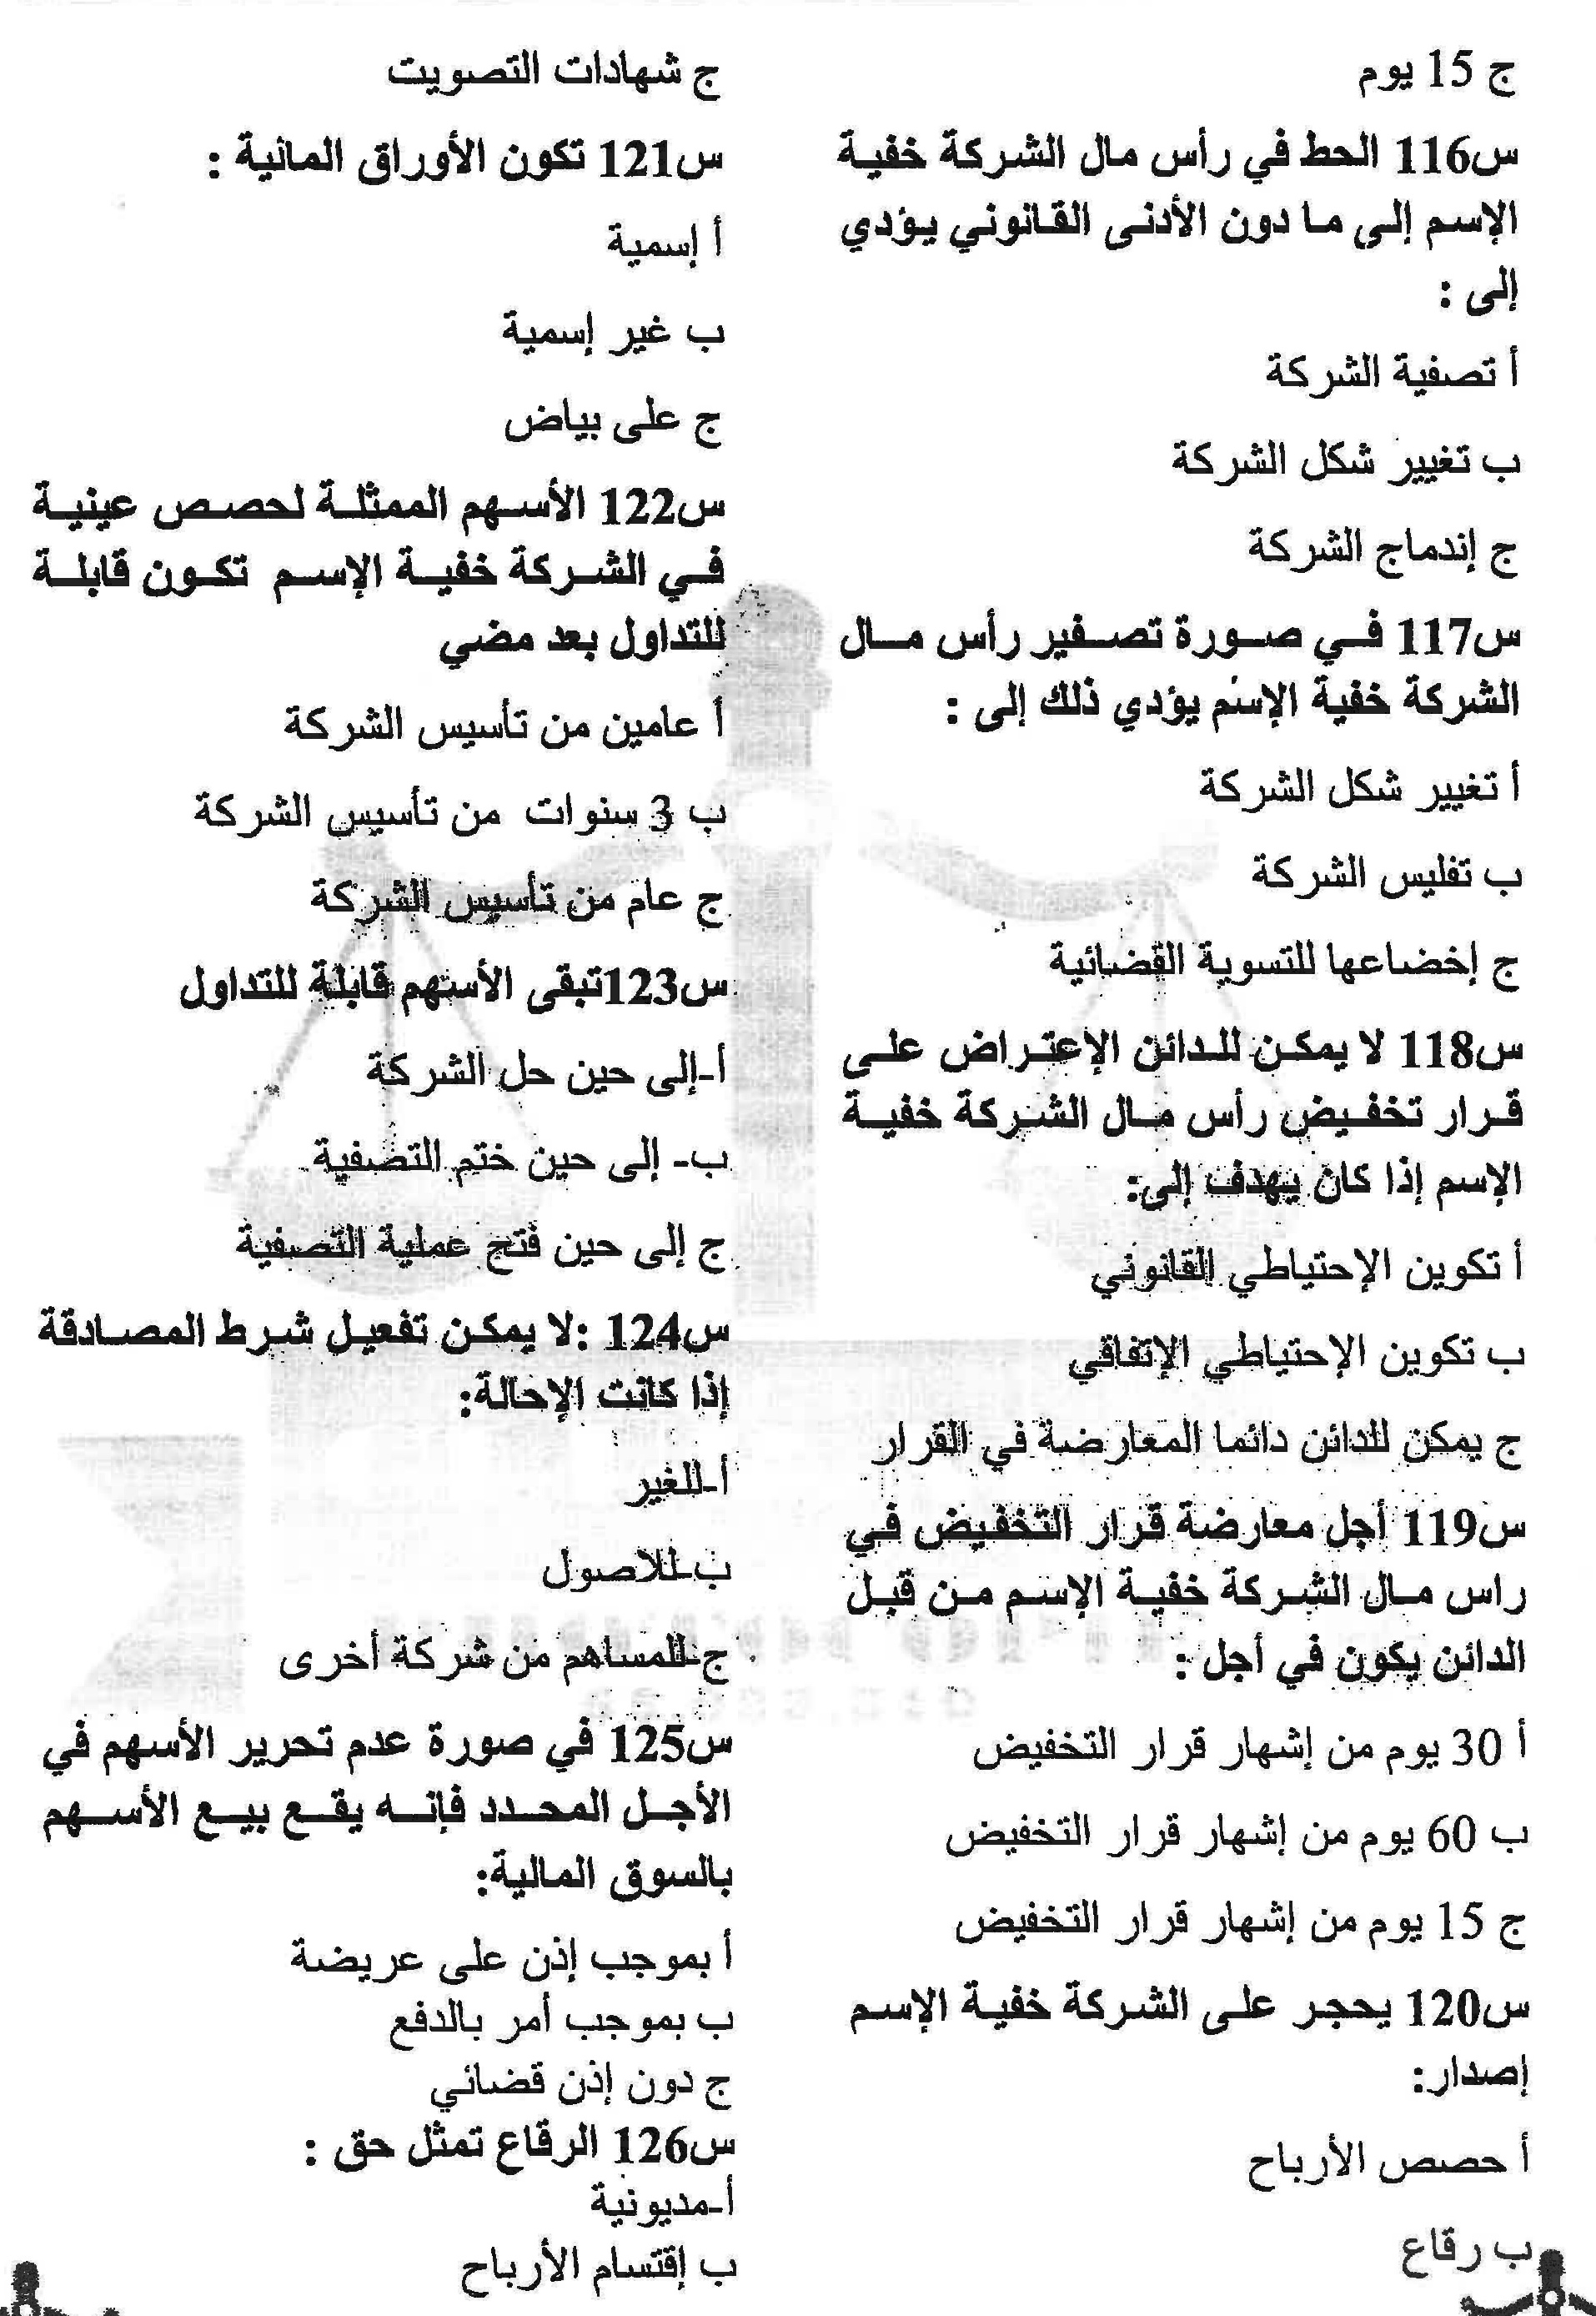 ج 15 يوم
س116 الحط في رأس مال الشركة خفية
الإسم إلى ما دون الأدنى القانوني يؤدي
إلى :
أ تصفية الشركة
ب تغيير شكل الشركة
ج إندماج الشركة
س117 في صورة تصفير رأس مال
الشركة خفية الإسم يؤدي ذلك إلى :
أ تغيير شكل الشركة
ب تفليس الشركة
ج إخضاعها للتسوية القضائية
س118 لا يمكن للدائن الإعتراض على
قرار تخفيض رأس مال الشركة خفية
الإسم إذا كان يهدف إلى:
أ تكوين الإحتياطي القانوني
ب تكوين الإحتياطي الإتفاقي
ج يمكن للدائن دائما المعارضة في القرار
س119 أجل معارضة قرار التخفيض في
راس مال الشركة خفية الإسم من قبل
الدائن يكون في أجل :
أ 30 يوم من إشهار قرار التخفيض
ب 60 يوم من إشهار قرار التخفيض
ج 15 يوم من إشهار قرار التخفيض
س120 يحجر على الشركة خفية الإسم
إصدار:
أ حصص الأرباح
ب رقاع
ج شهادات التصويت
س121 تكون الأوراق المالية :
أ إسمية
ب غير إسمية
ج على بياض
س122 الأسهم الممثلة لحصص عينية
في الشركة خفية الإسم تكون قابلة
للتداول بعد مضي
أ عامين من تأسيس الشركة
ب 3 سنوات من تأسيس الشركة
ج عام من تأسيس الشركة
س123تبقى الأسهم قابلة للتداول
أ-إلى حين حل الشركة
ب- إلى حين ختم التصفية
ج إلى حين فتح عملية التصفية
س124 :لا يمكن تفعيل شرط المصادقة
إذا كانت الإحالة:
أ-للغير
ب-للاصول
ج-للمساهم من شركة أخرى
س125 في صورة عدم تحرير الأسهم في
الأجل المحدد فإنه يقع بيع الأسهم
بالسوق المالية:
أ بموجب إذن على عريضة
ب بموجب أمر بالدفع
ج دون إذن قضائي
س126 الرقاع تمثل حق :
أ-مديونية
ب إقتسام الأرباح